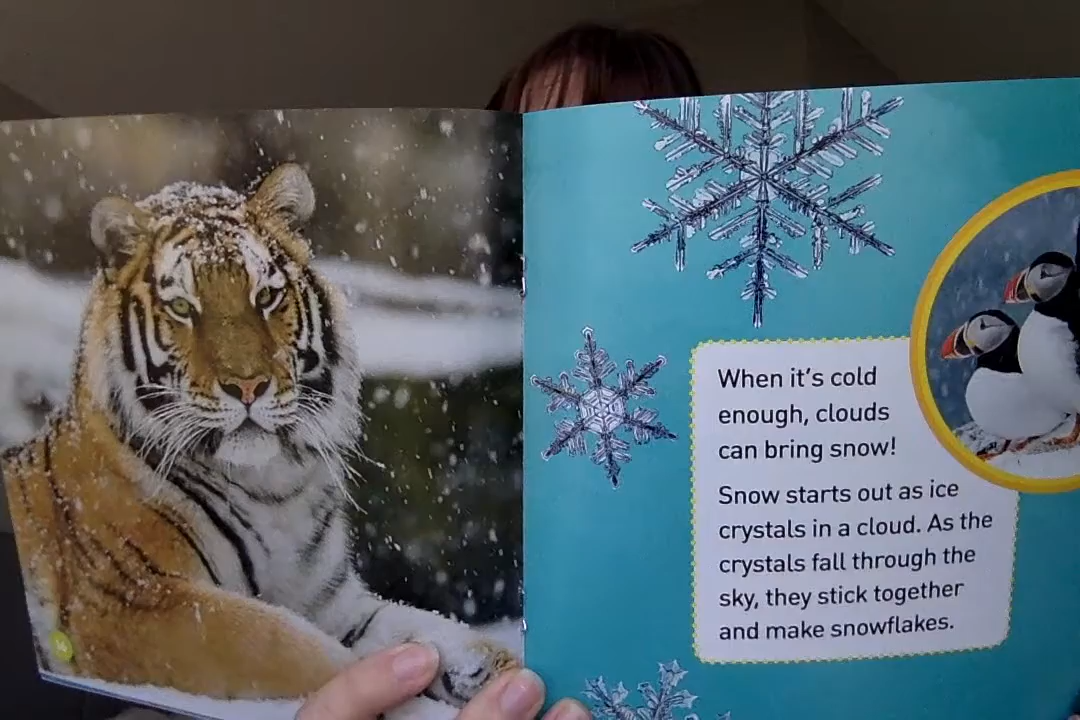 When it's cold
enough, clouds
can bring snow!
Snow starts out as ice
crystals in a cloud. As the
crystals fall through the
sky, they stick together
and make snowflakes.